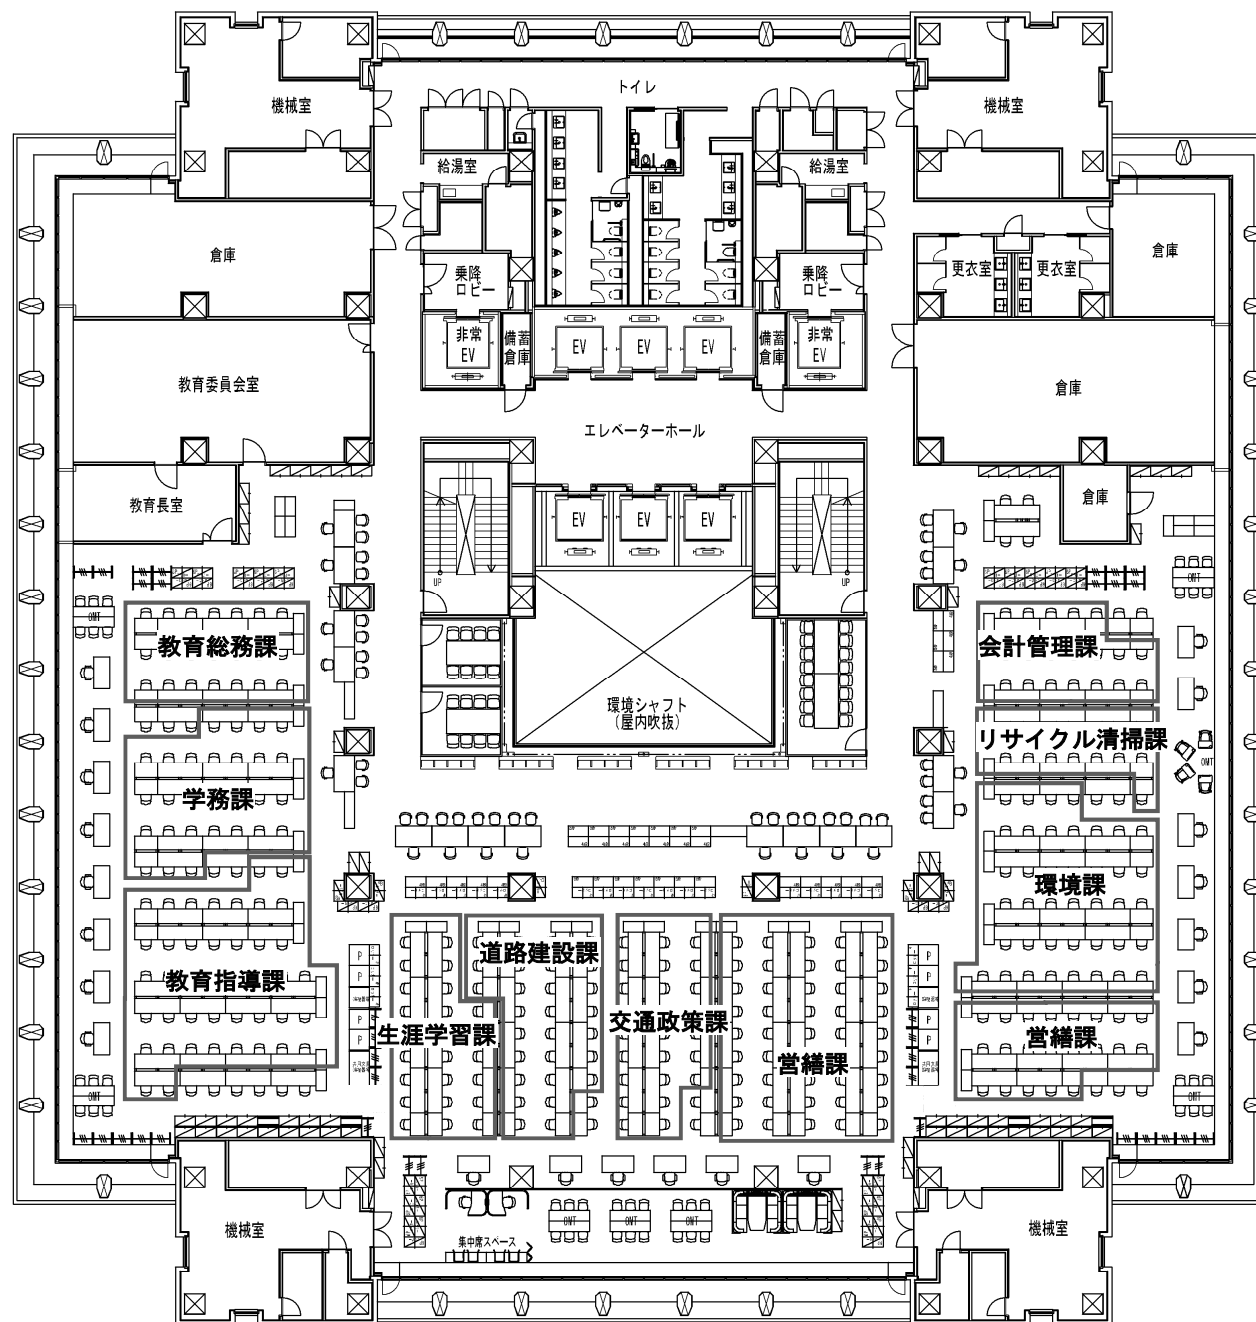 トイレ
機械室
機械室
給湯室
給湯室
倉庫
倉庫
更衣室
更衣室
乗降
ロビー
乗降
ロビー
非常
EV
備蓄
倉庫
EV
EV
EV
備蓄
倉庫
非常
EV
教育委員会室
倉庫
エレベーターホール
教育長室
倉庫
EV
EV
EV
UP
UP
OMT
OMT
教育総務課
会計管理課
環境シャフト
(屋内吹抜)
リサイクル清掃課
OMT
学務課
環境課
道路建設課
教育指導課
P
P
P
P
P
P
生涯学習課
交通政策課
営繕課
営繕課
OMT
OMT
OMT
OMT
OMT
機械室
集中席スペース
機械室